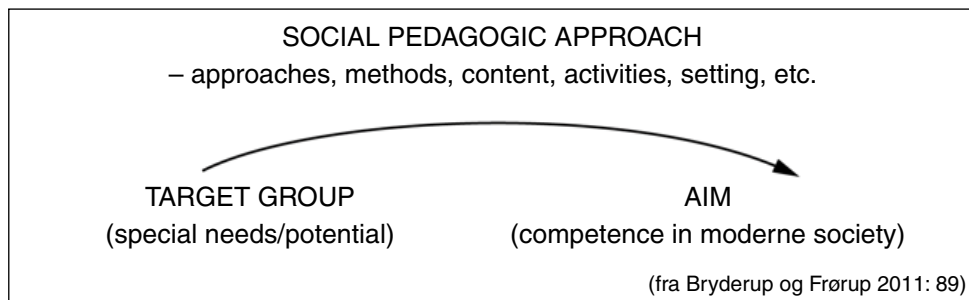 SOCIAL PEDAGOGIC APPROACH
– approaches, methods, content, activities, setting, etc.
TARGET GROUP
(special needs/potential)
AIM
(competence in moderne society)
(fra Bryderup og Frørup 2011: 89)